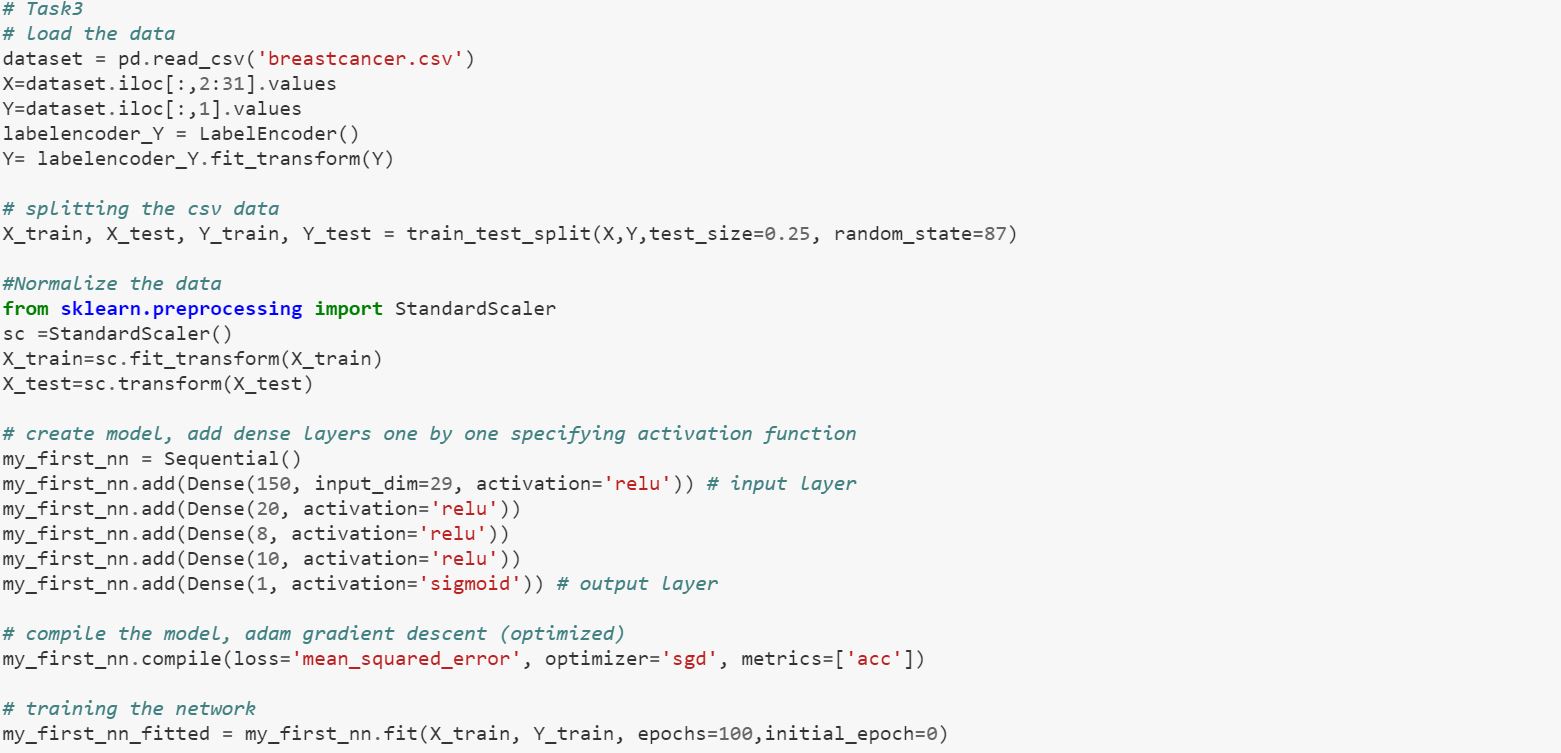 # Task3
# load the data
dataset = pd.read_csv('breastcancer.csv')
X=dataset.iloc[:,2:31].values
Y=dataset.iloc[:,1].values
labelencoder_Y = LabelEncoder()
Y= labelencoder_Y.fit_transform(Y)
# splitting the csv data
X_train, X_test, Y_train, Y_test = train_test_split(X,Y,test_size=0.25, random_state=87)
#Normalize the data
from sklearn.preprocessing import StandardScaler
sc =StandardScaler()
X_train=sc.fit_transform(X_train)
X_test=sc.transform(X_test)
# create model, add dense layers one by one specifying activation function
my_first_nn = Sequential()
my_first_nn.add(Dense(150, input_dim=29, activation='relu')) # input layer
my_first_nn.add(Dense(20, activation='relu'))
my_first_nn.add(Dense(8, activation='relu'))
my_first_nn.add(Dense(10, activation='relu'))
my_first_nn.add(Dense(1, activation='sigmoid')) # output layer
# compile the model, adam gradient descent (optimized)
my_first_nn.compile(loss='mean_squared_error', optimizer='sgd', metrics=['acc'])
# training the network
my_first_nn_fitted = my_first_nn.fit(X_train, Y_train, epochs=100,initial_epoch=0)